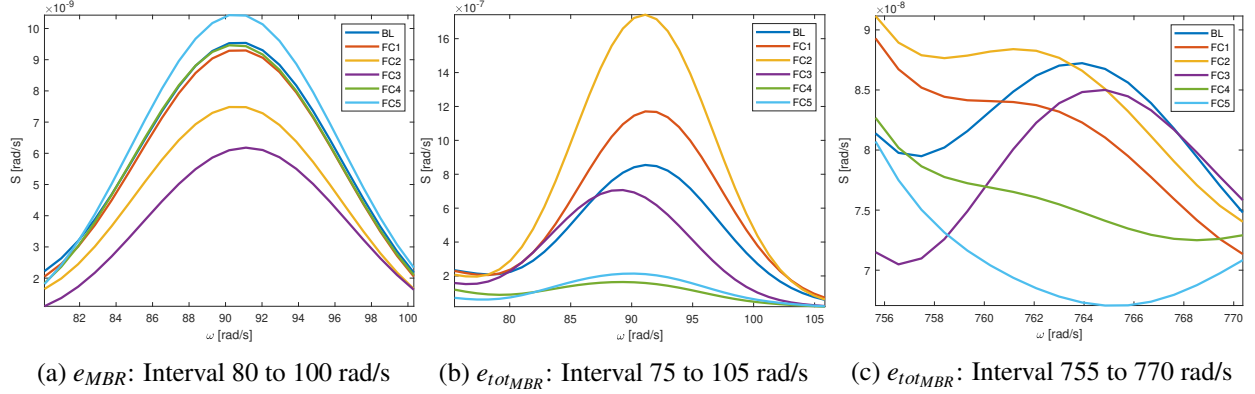 ×10⁻⁹
10
9
8
7
6
5
4
3
2
S [rad/s]
82 84 86 88 90 92 94 96 98 100
ω [rad/s]
BL
FC1
FC2
FC3
FC4
FC5
(a) e_MBR: Interval 80 to 100 rad/s
×10⁻⁷
16
14
12
10
8
6
4
2
S [rad/s]
80 85 90 95 100 105
ω [rad/s]
BL
FC1
FC2
FC3
FC4
FC5
(b) e_tot_MBR: Interval 75 to 105 rad/s
×10⁻⁸
9
8.5
8
7.5
7
S [rad/s]
756 758 760 762 764 766 768 770
ω [rad/s]
BL
FC1
FC2
FC3
FC4
FC5
(c) e_tot_MBR: Interval 755 to 770 rad/s